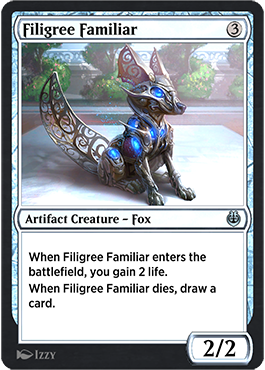 Filigree Familiar 3
Artifact Creature – Fox
When Filigree Familiar enters the
battlefield, you gain 2 life.
When Filigree Familiar dies, draw a
card.
Izzy
2/2